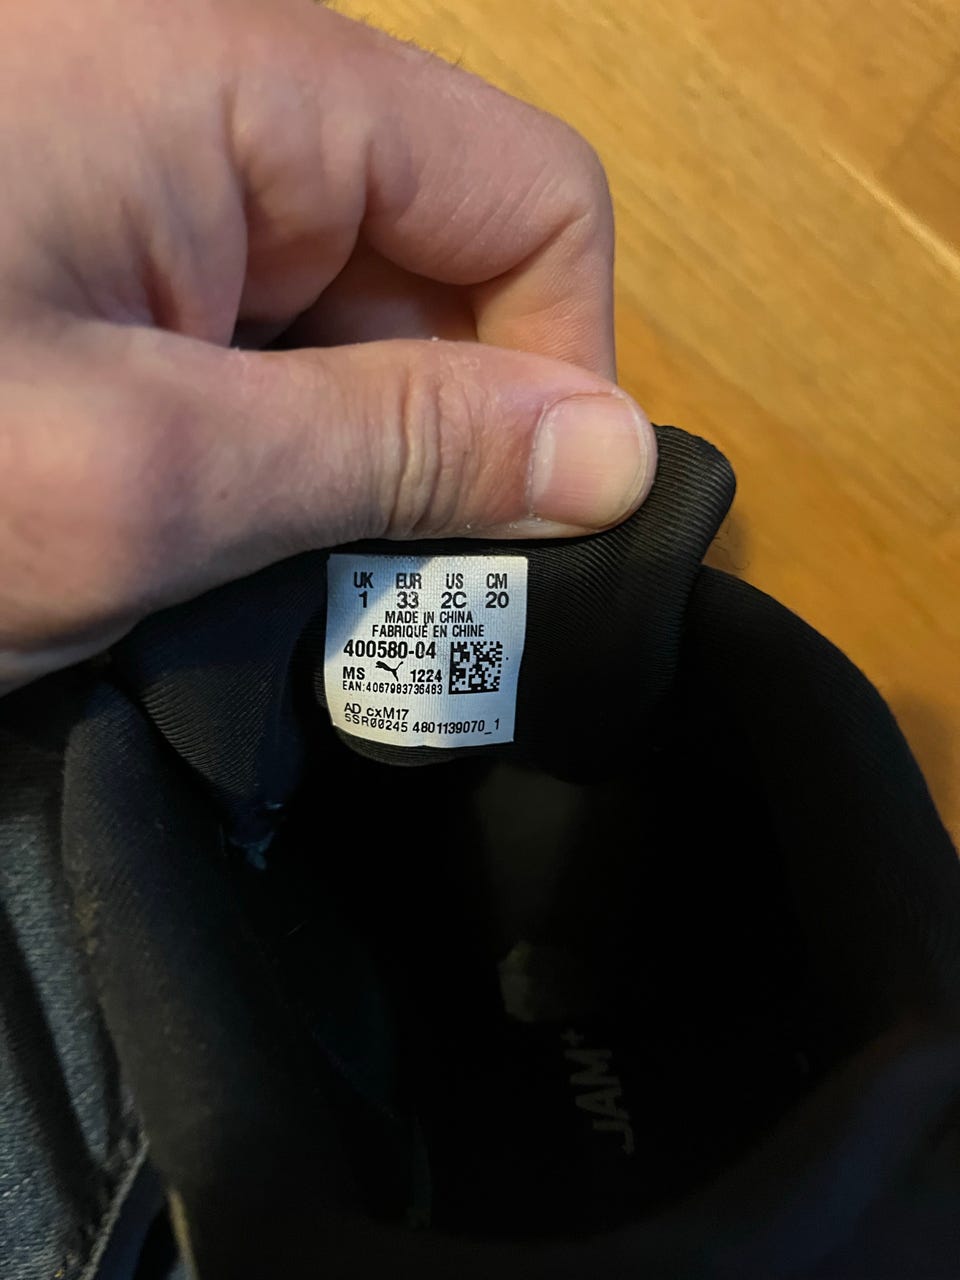 UK EUR US CM
1 33 2C 20
MADE IN CHINA
FABRIQUÉ EN CHINE
400580-04
MS 1224
EAN:4067983736483
AD cxM17
5SR00245 4801139070_1
JAM+